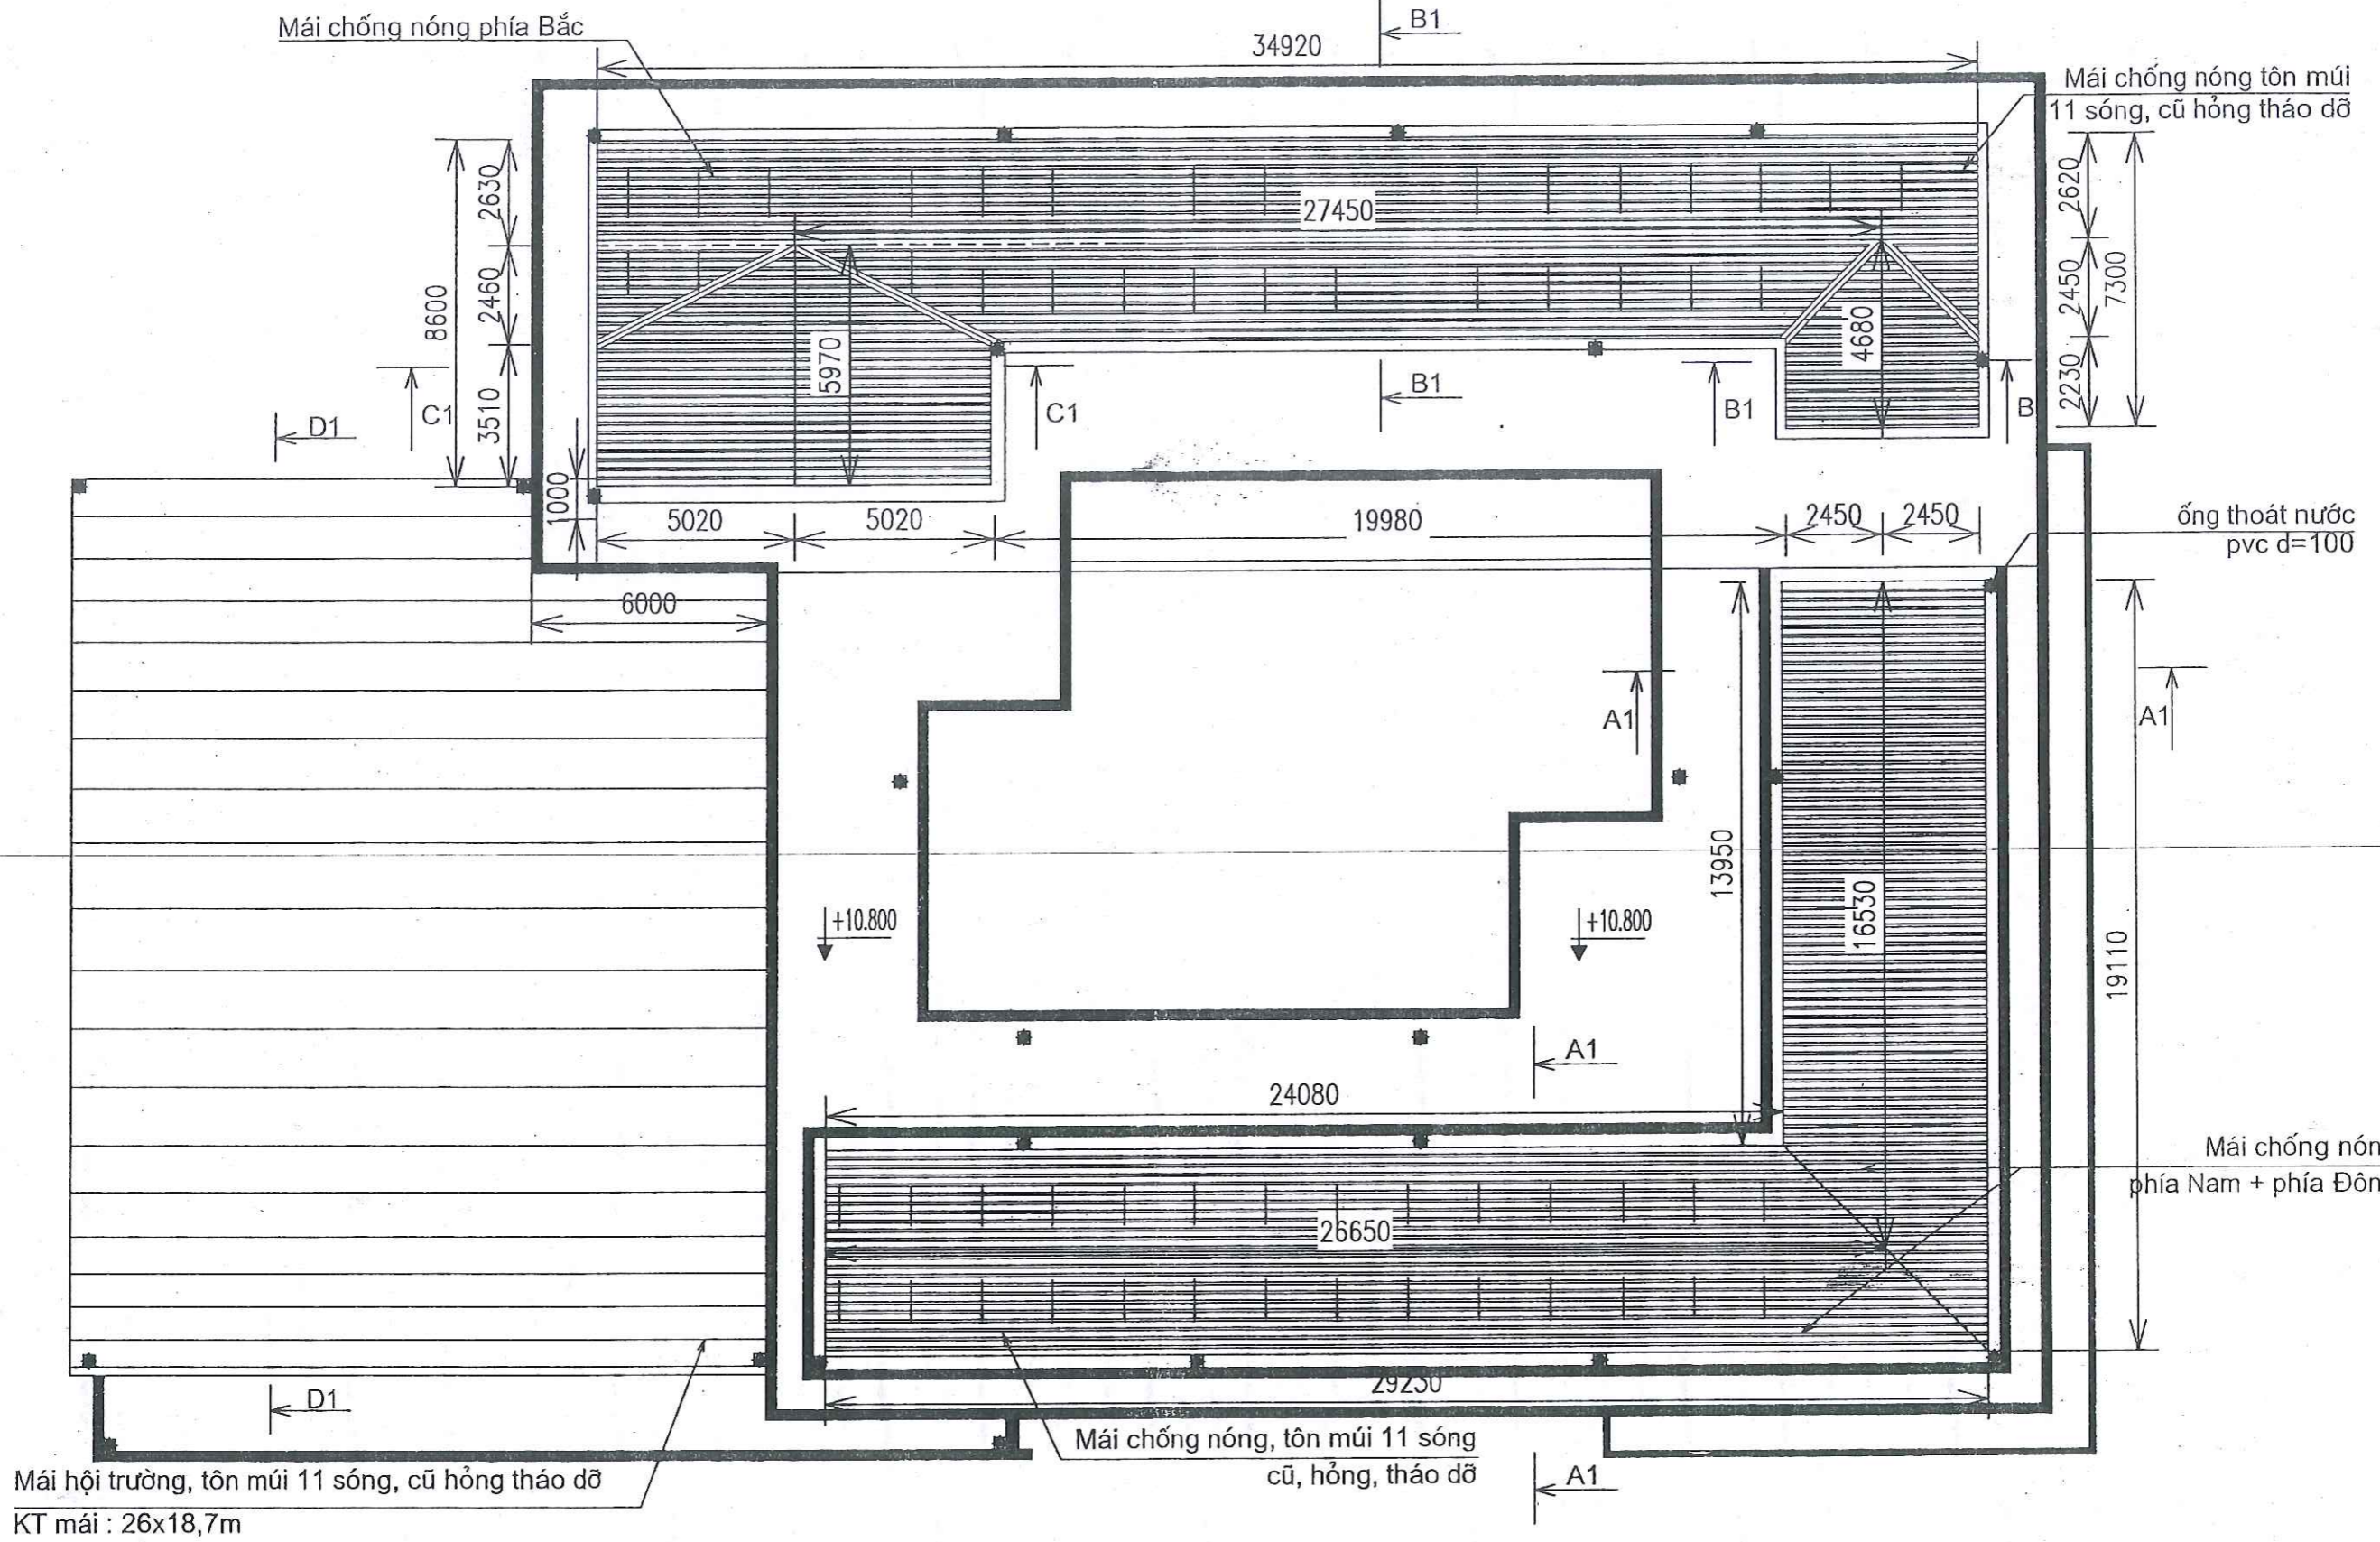 Mái chống nóng phía Bắc
B1
34920
Mái chống nóng tôn múi
11 sóng, cũ hỏng tháo dỡ
27450
2630
2460
3510
8600
2620
2450
2230
7300
5970
4680
C1
C1
B1
B1
B
D1
1000
5020
5020
19980
2450
2450
ống thoát nước
pvc d=100
6000
A1
A1
13950
16530
19110
+10.800
+10.800
A1
24080
Mái chống nón
phía Nam + phía Đôn
26650
29230
D1
Mái chống nóng, tôn múi 11 sóng
cũ, hỏng, tháo dỡ
A1
Mái hội trường, tôn múi 11 sóng, cũ hỏng tháo dỡ
KT mái : 26x18,7m